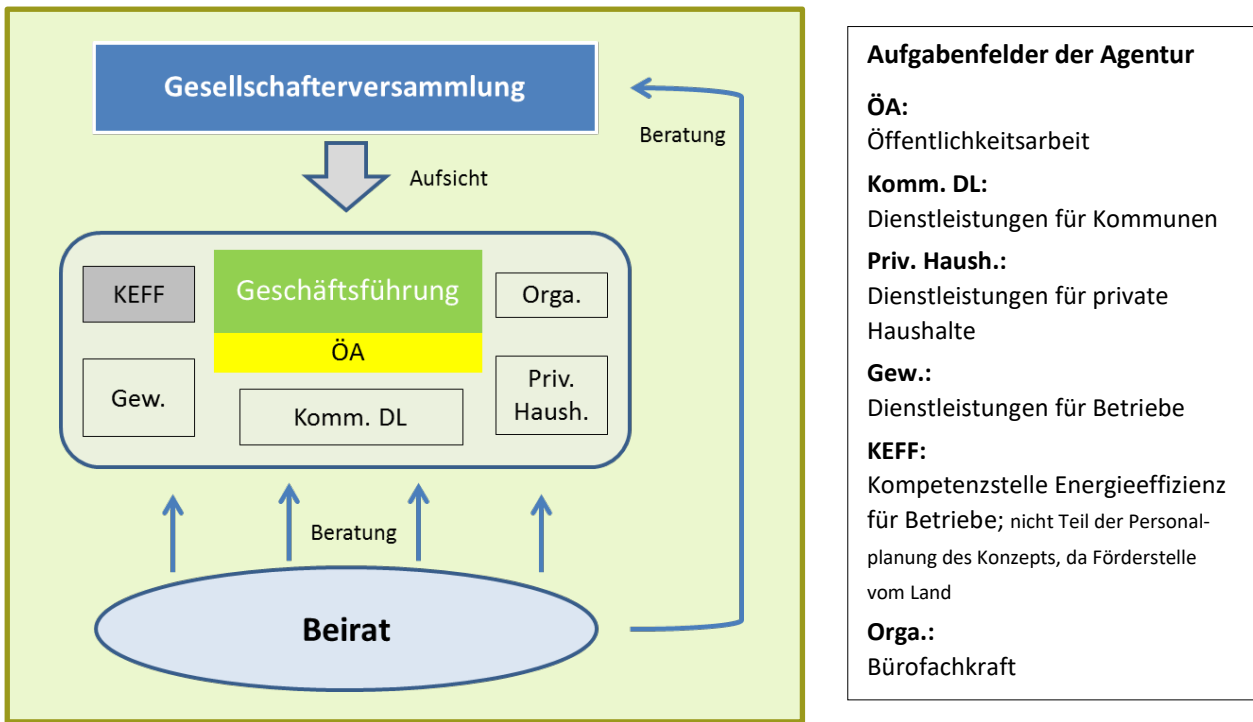 Gesellschafterversammlung
Beratung
Aufsicht
KEFF
Geschäftsführung
Orga.
ÖA
Gew.
Komm. DL
Priv.
Haush.
Beratung
Beirat
Aufgabenfelder der Agentur
ÖA:
Öffentlichkeitsarbeit
Komm. DL:
Dienstleistungen für Kommunen
Priv. Haush.:
Dienstleistungen für private
Haushalte
Gew.:
Dienstleistungen für Betriebe
KEFF:
Kompetenzstelle Energieeffizienz
für Betriebe; nicht Teil der Personal-
planung des Konzepts, da Förderstelle
vom Land
Orga.:
Bürofachkraft